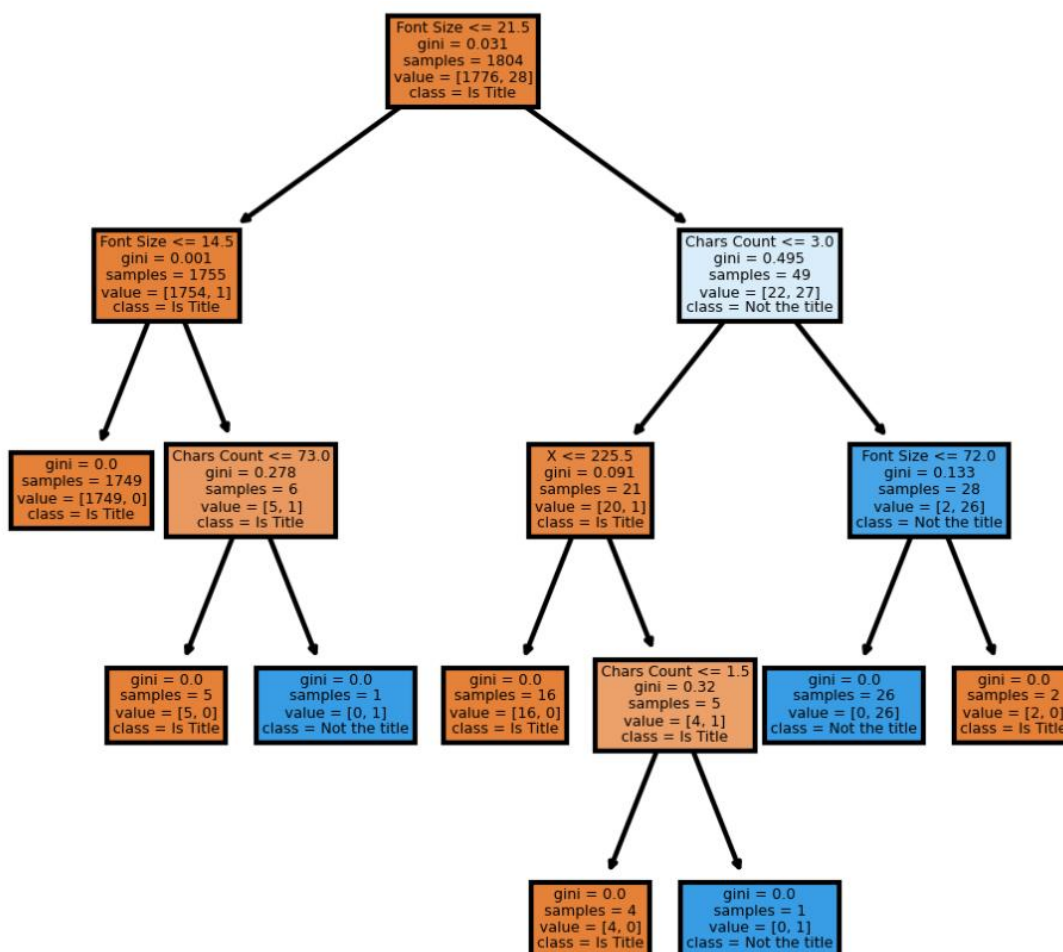 Font Size <= 21.5
gini = 0.031
samples = 1804
value = [1776, 28]
class = Is Title
Font Size <= 14.5
gini = 0.001
samples = 1755
value = [1754, 1]
class = Is Title
Chars Count <= 3.0
gini = 0.495
samples = 49
value = [22, 27]
class = Not the title
gini = 0.0
samples = 1749
value = [1749, 0]
class = Is Title
Chars Count <= 73.0
gini = 0.278
samples = 6
value = [5, 1]
class = Is Title
X <= 225.5
gini = 0.091
samples = 21
value = [20, 1]
class = Is Title
Font Size <= 72.0
gini = 0.133
samples = 28
value = [2, 26]
class = Not the title
gini = 0.0
samples = 5
value = [5, 0]
class = Is Title
gini = 0.0
samples = 1
value = [0, 1]
class = Not the title
gini = 0.0
samples = 16
value = [16, 0]
class = Is Title
Chars Count <= 1.5
gini = 0.32
samples = 5
value = [4, 1]
class = Is Title
gini = 0.0
samples = 26
value = [0, 26]
class = Not the title
gini = 0.0
samples = 2
value = [2, 0]
class = Is Title
gini = 0.0
samples = 4
value = [4, 0]
class = Is Title
gini = 0.0
samples = 1
value = [0, 1]
class = Not the title